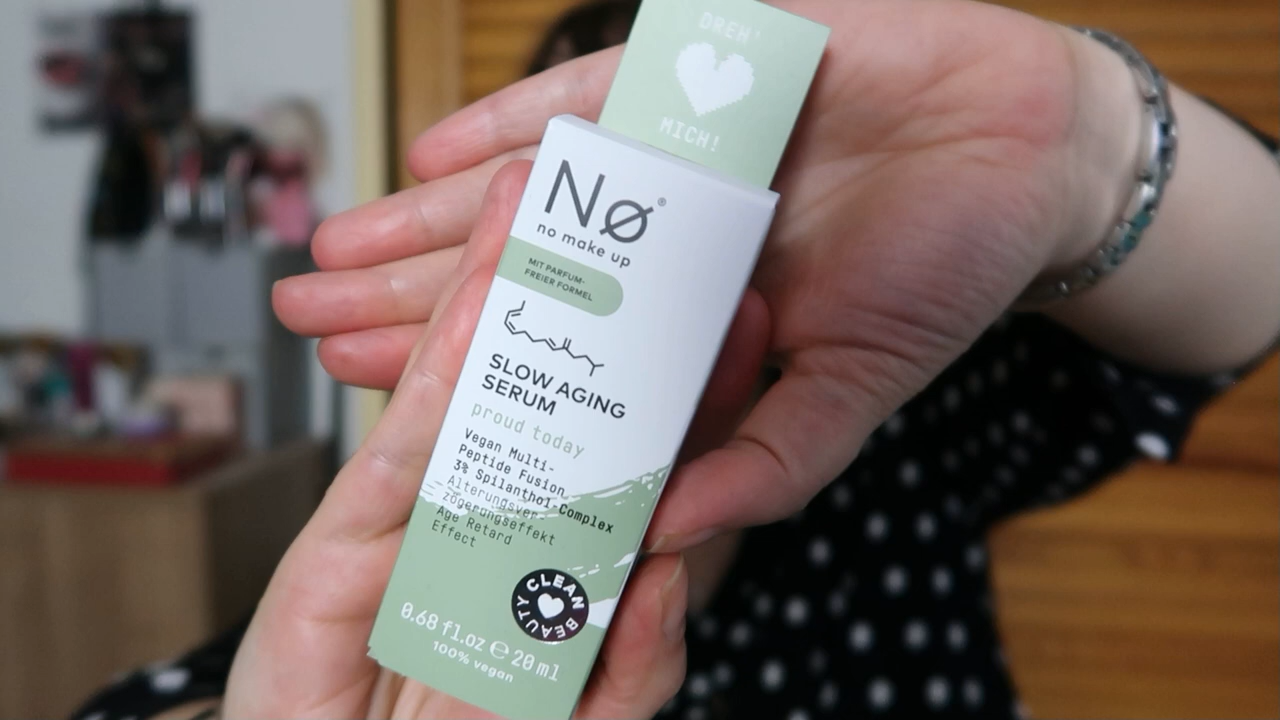 DREH'
MICH!
NØ®
no make up
MIT PARFUM-
FREIER FORMEL
SLOW AGING
SERUM
proud today
Vegan Multi-
Peptide Fusion
3% Spilanthol Complex
Alterungsver-
zögerungseffekt
Age Retard
Effect
CLEAN
BEAUTY
0.68 fl.oz ℮ 20 ml
100% vegan